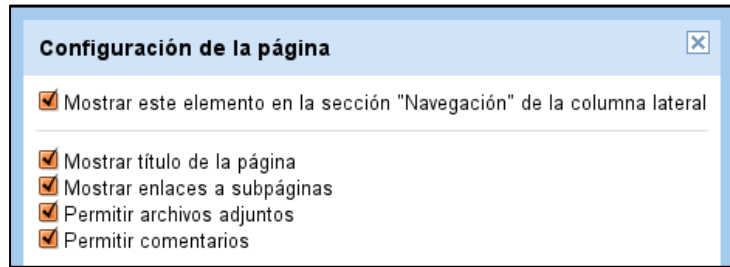 Configuración de la página
Mostrar este elemento en la sección "Navegación" de la columna lateral
Mostrar título de la página
Mostrar enlaces a subpáginas
Permitir archivos adjuntos
Permitir comentarios